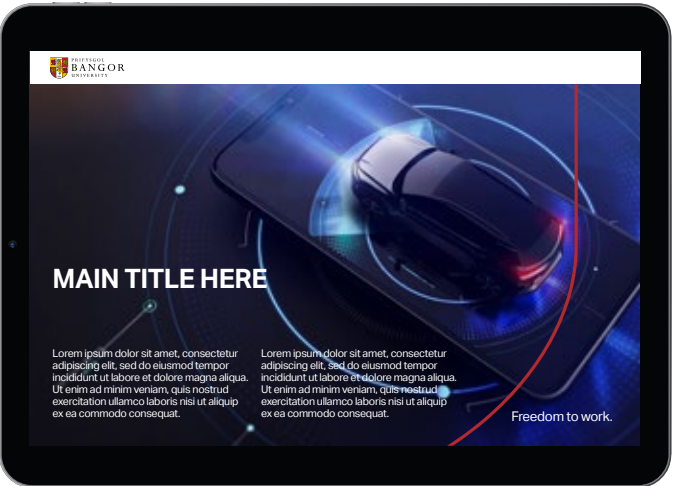 PRIFYSGOL
BANGOR
UNIVERSITY
MAIN TITLE HERE
Lorem ipsum dolor sit amet, consectetur
adipiscing elit, sed do eiusmod tempor
incididunt ut labore et dolore magna aliqua.
Ut enim ad minim veniam, quis nostrud
exercitation ullamco laboris nisi ut aliquip
ex ea commodo consequat.
Lorem ipsum dolor sit amet, consectetur
adipiscing elit, sed do eiusmod tempor
incididunt ut labore et dolore magna aliqua.
Ut enim ad minim veniam, quis nostrud
exercitation ullamco laboris nisi ut aliquip
ex ea commodo consequat.
Freedom to work.